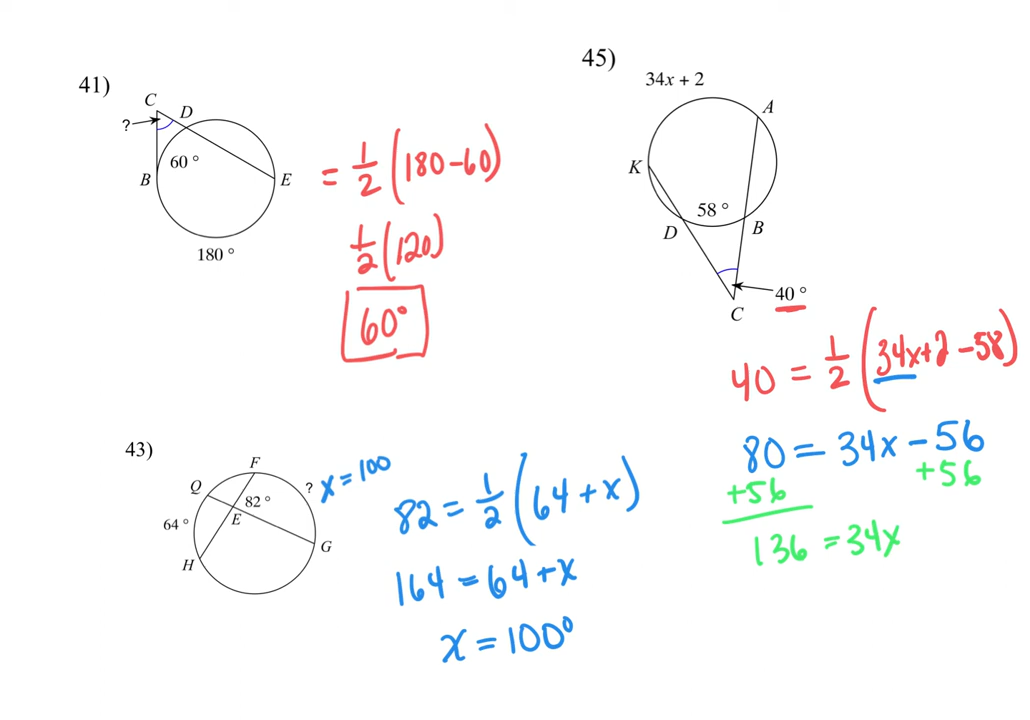 41)
C
D
?
60 °
B
E
180 °
= 1/2 (180-60)
1/2 (120)
60°
45)
34x + 2
A
K
58 °
D
B
40 °
C
40 = 1/2 (34x+2-58)
80 = 34x - 56
+56 +56
136 = 34x
43)
F
Q
?
x = 100
82 °
64 °
E
G
H
82 = 1/2 (64 + x)
164 = 64 + x
x = 100°